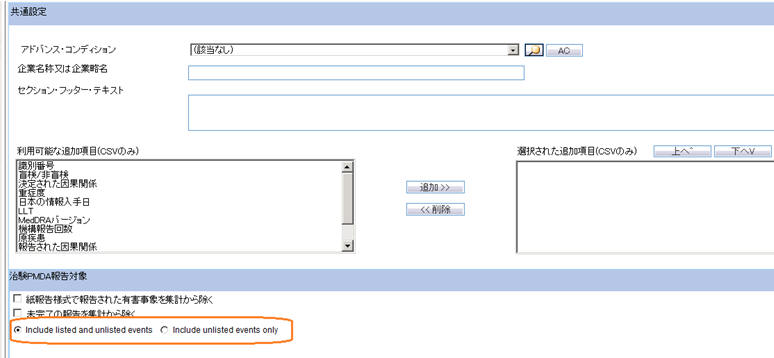 共通設定
アドバンス・コンディション
(該当なし)
AC
企業名称又は企業略名
セクション・フッター・テキスト
利用可能な追加項目(CSVのみ)
選択された追加項目(CSVのみ)
上へ^
下へV
識別番号
盲検/非盲検
決定された因果関係
重症度
日本の情報入手日
LLT
MedDRAバージョン
機構報告回数
原疾患
報告された因果関係
追加 >>
<< 削除
治験PMDA報告対象
紙報告様式で報告された有害事象を集計から除く
未完了の報告を集計から除く
Include listed and unlisted events
Include unlisted events only